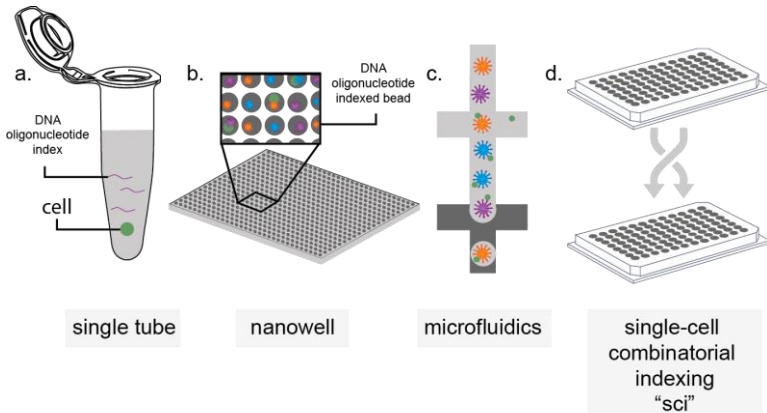 a.
DNA
oligonucleotide
index
cell
b.
DNA
oligonucleotide
indexed bead
c.
d.
single tube
nanowell
microfluidics
single-cell
combinatorial
indexing
“sci”